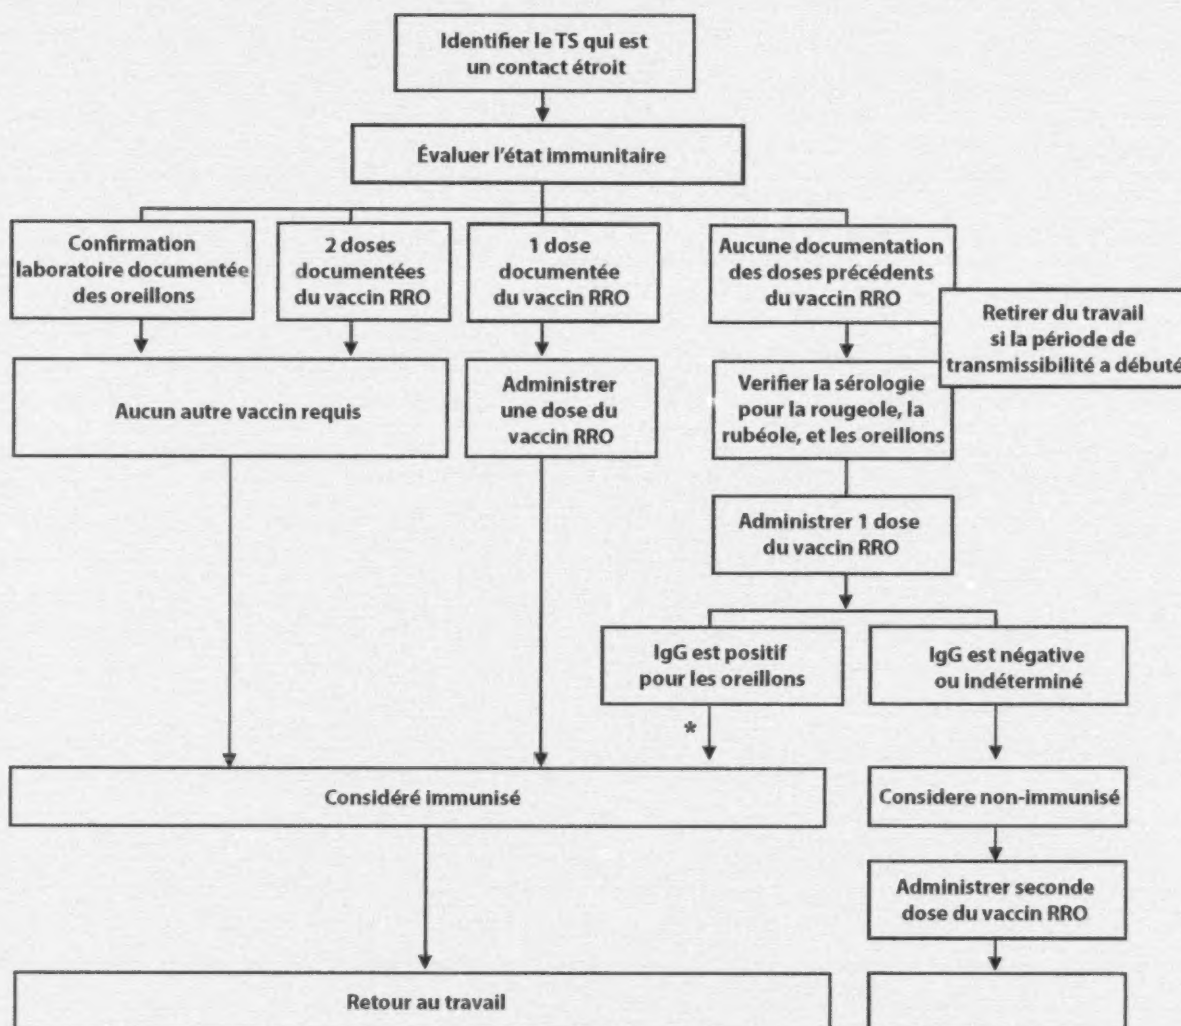 Identifier le TS qui est
un contact étroit
Évaluer l'état immunitaire
Confirmation
laboratoire documentée
des oreillons
2 doses
documentées
du vaccin RRO
1 dose
documentée
du vaccin RRO
Aucune documentation
des doses précédents
du vaccin RRO
Retirer du travail
si la période de
transmissibilité a débuté
Aucun autre vaccin requis
Administrer
une dose du
vaccin RRO
Verifier la sérologie
pour la rougeole, la
rubéole, et les oreillons
Administrer 1 dose
du vaccin RRO
IgG est positif
pour les oreillons
IgG est négative
ou indéterminé
*
Considéré immunisé
Considere non-immunisé
Administrer seconde
dose du vaccin RRO
Retour au travail